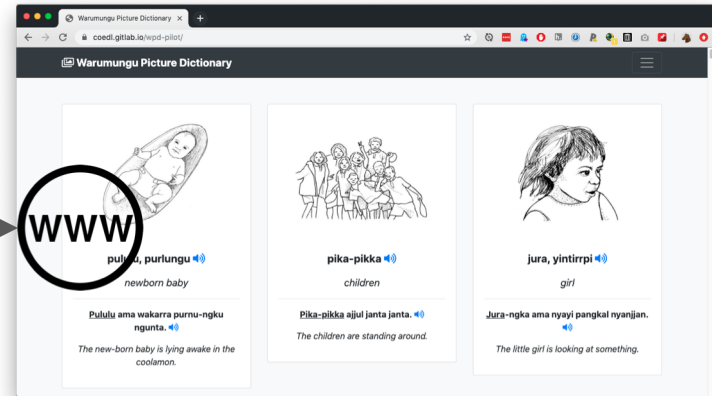 Warumungu Picture Dictionary
coedl.gitlab.io/wpd-pilot/
Warumungu Picture Dictionary
WWW
purlungu
newborn baby
Pululu ama wakarra purnu-ngku
ngunta.
The new-born baby is lying awake in the
coolamon.
pika-pikka
children
Pika-pikka ajjul janta janta.
The children are standing around.
jura, yintirrpi
girl
Jura-ngka ama nyayi pangkal nyanjjan.
The little girl is looking at something.